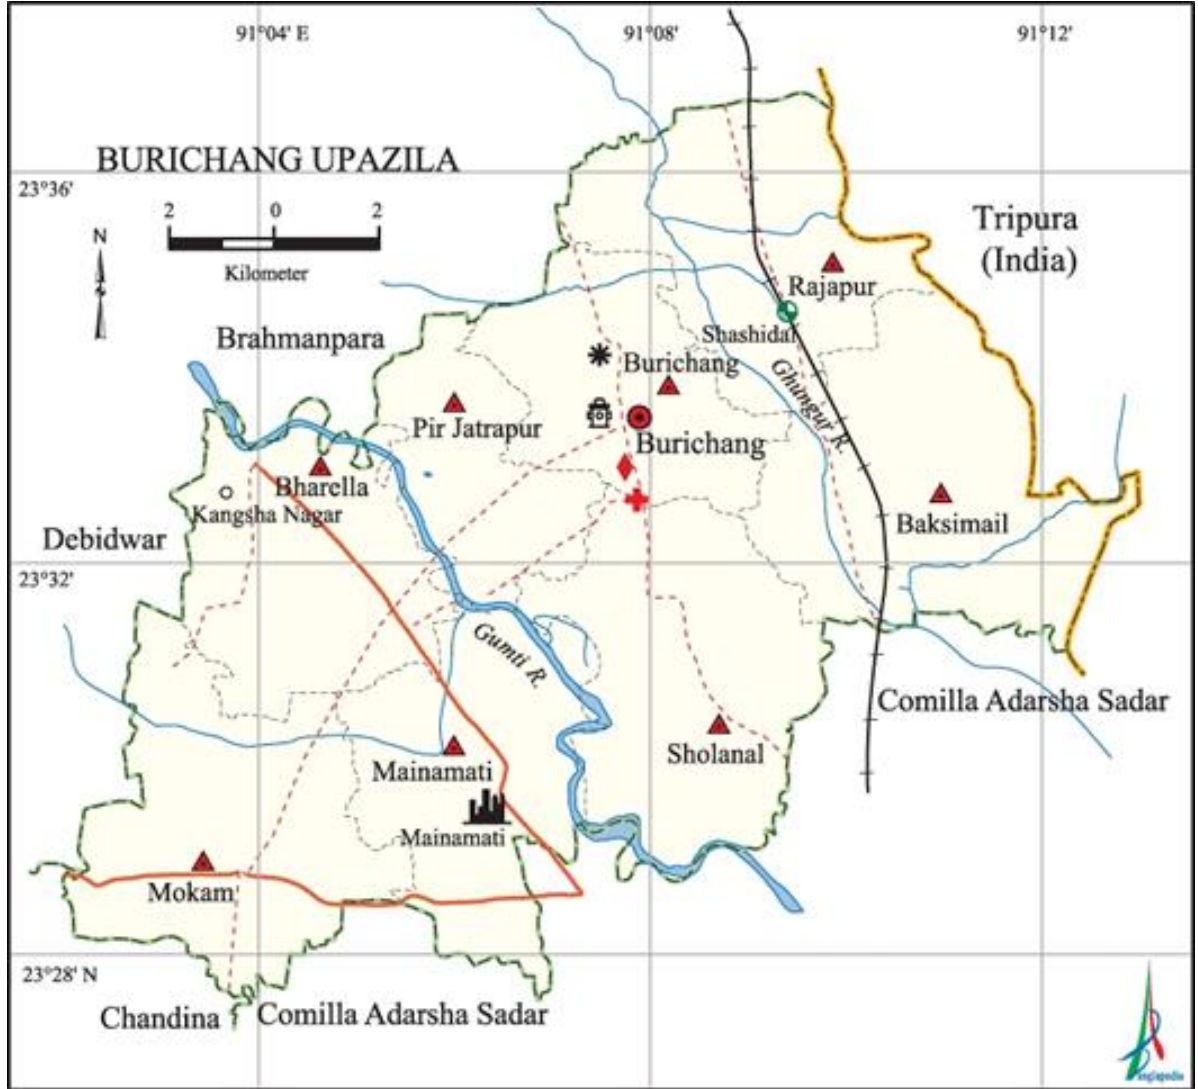 91°04' E
91°08'
91°12'
BURICHANG UPAZILA
23°36'
2 0 2
Kilometer
N
Tripura
(India)
Rajapur
Shashidal
Brahmanpara
Burichang
Ghungur R.
Pir Jatrapur
Burichang
Bharella
Kangsha Nagar
Baksimail
Debidwar
23°32'
Gumti R.
Comilla Adarsha Sadar
Sholanal
Mainamati
Mainamati
Mokam
23°28' N
Chandina
Comilla Adarsha Sadar
anglapedia